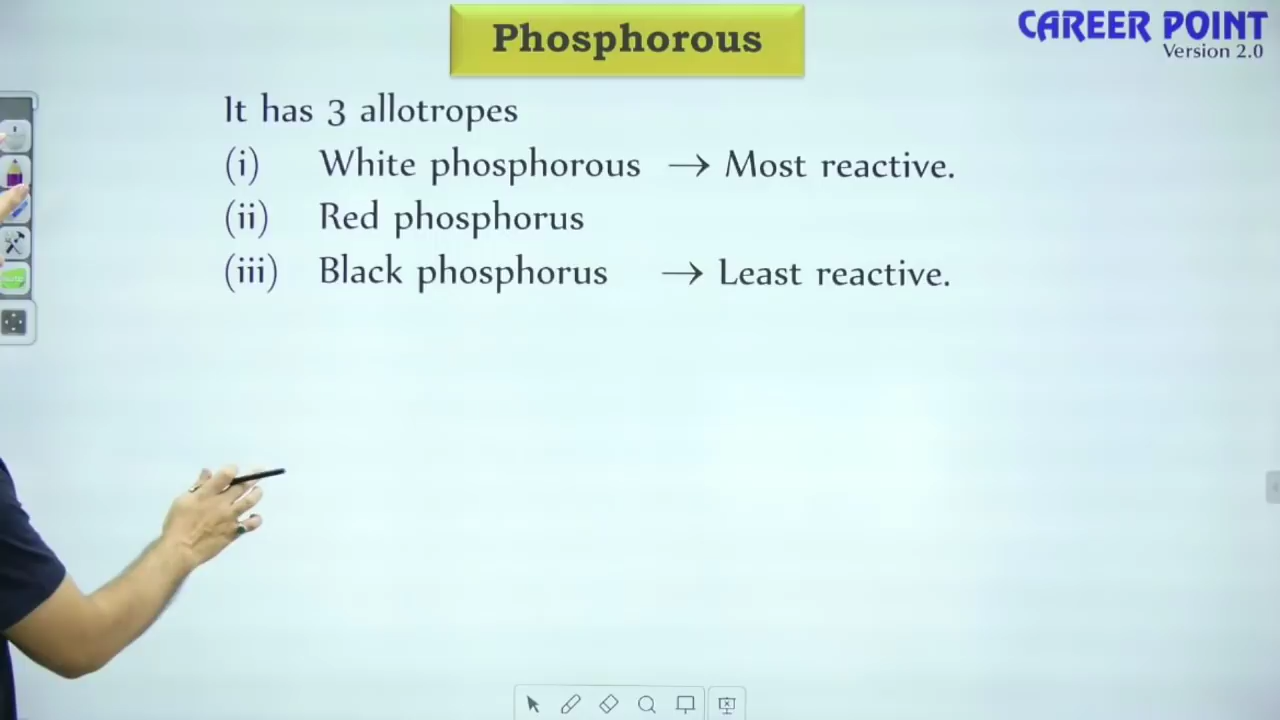 Phosphorous
CAREER POINT
Version 2.0
It has 3 allotropes
(i) White phosphorous → Most reactive.
(ii) Red phosphorus
(iii) Black phosphorus → Least reactive.